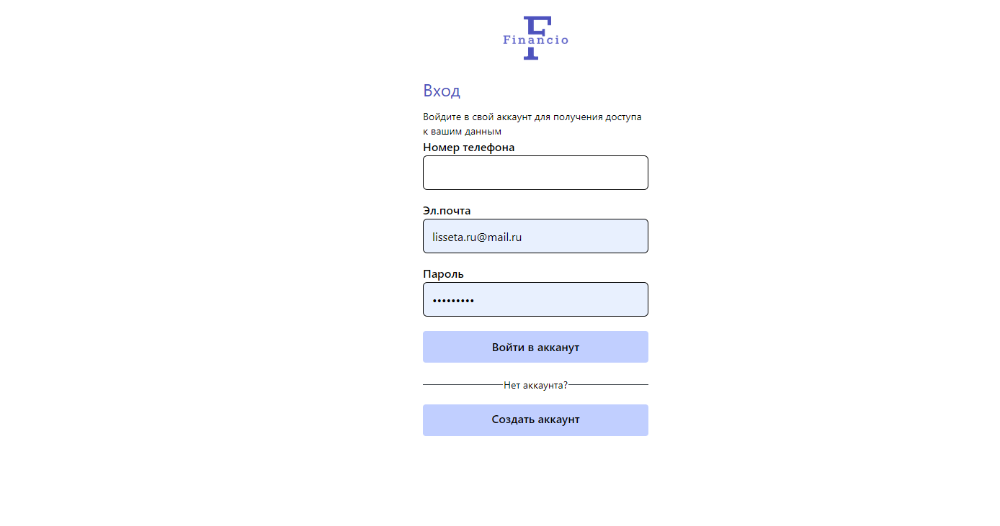 Financio
Вход
Войдите в свой аккаунт для получения доступа
к вашим данным
Номер телефона
Эл.почта
lisseta.ru@mail.ru
Пароль
•••••••••
Войти в акканут
Нет аккаунта?
Создать аккаунт